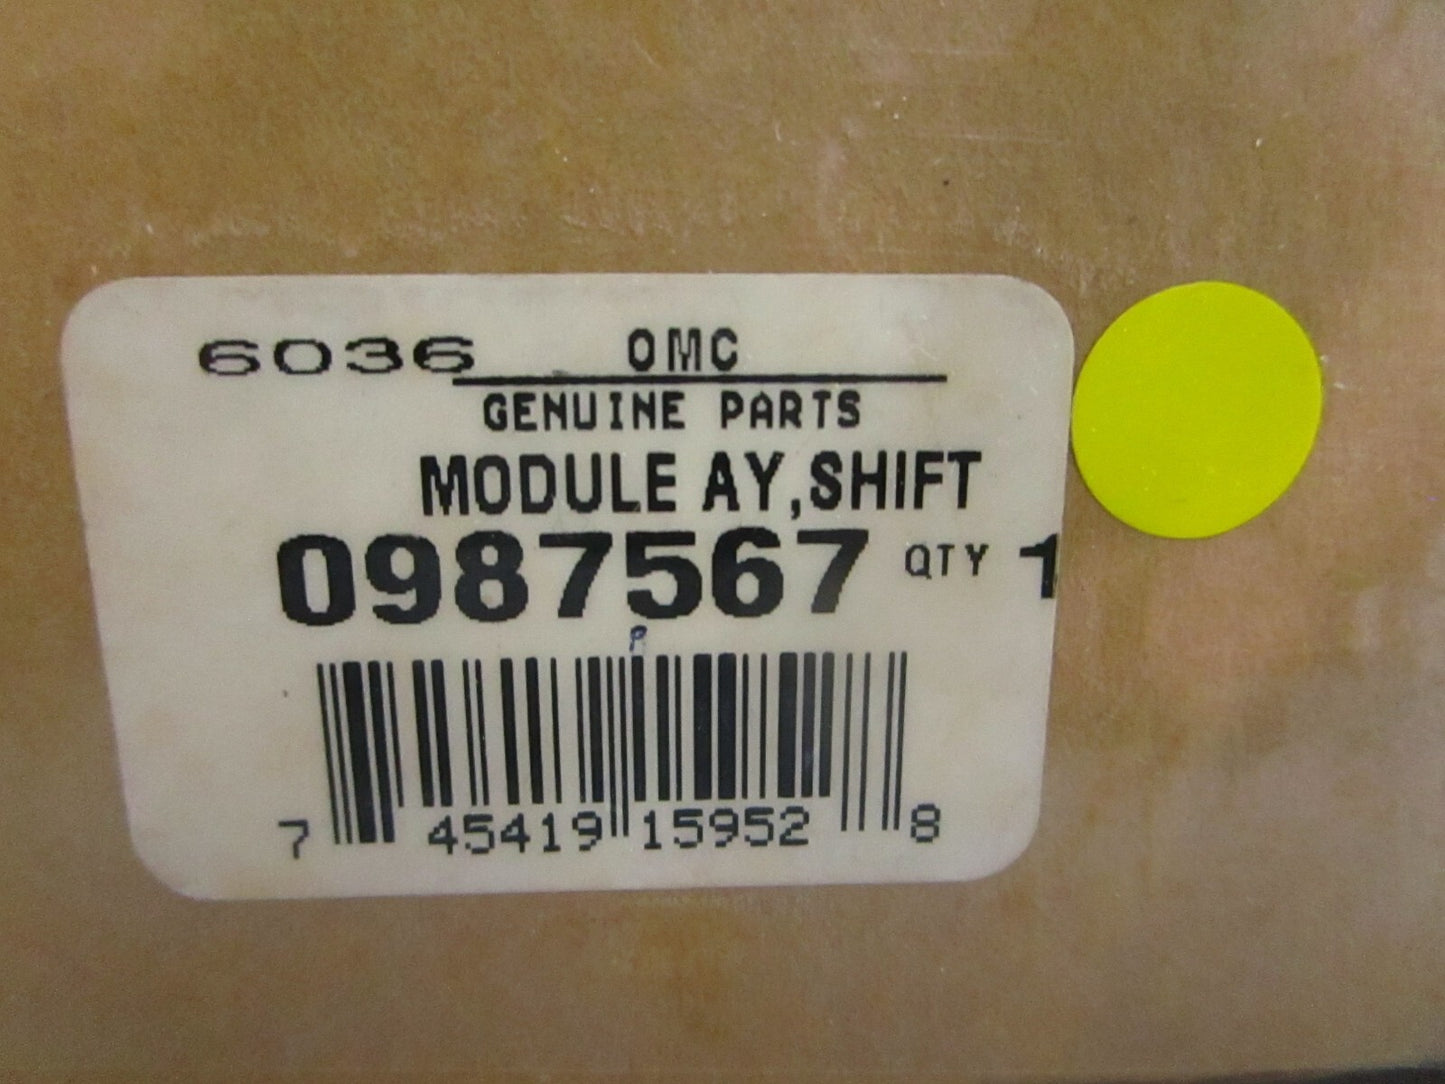 6036 OMC
GENUINE PARTS
MODULE AY,SHIFT
0987567 QTY 1
P
7 45419 15952 8